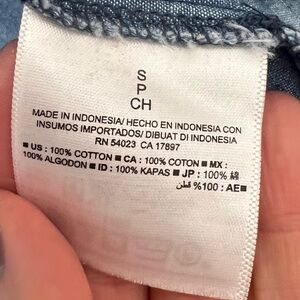 S
P
CH
MADE IN INDONESIA/ HECHO EN INDONESIA CON
INSUMOS IMPORTADOS/ DIBUAT DI INDONESIA
RN 54023 CA 17897
■ US : 100% COTTON ■ CA : 100% COTON ■ MX :
100% ALGODON ■ ID : 100% KAPAS ■ JP : 100% 綿
■ AE : 100% قطن